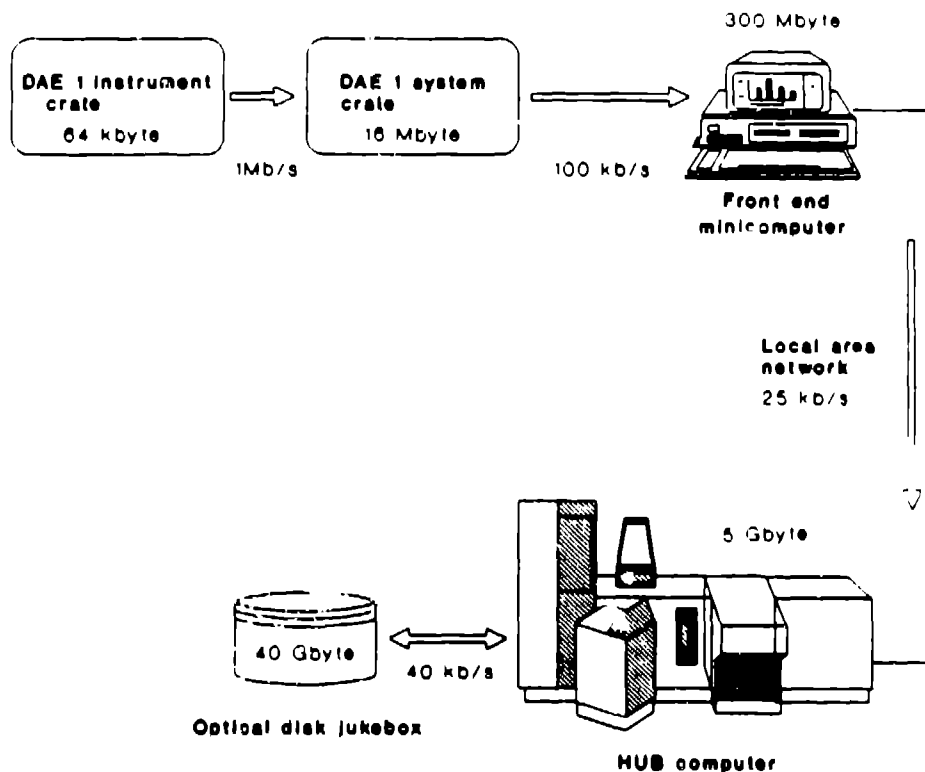 300 Mbyte
DAE 1 instrument
crate
64 kbyte
DAE 1 system
crate
16 Mbyte
1Mb/s
100 kb/s
Front end
minicomputer
Local area
network
25 kb/s
5 Gbyte
40 Gbyte
40 kb/s
Optical disk jukebox
HUB computer